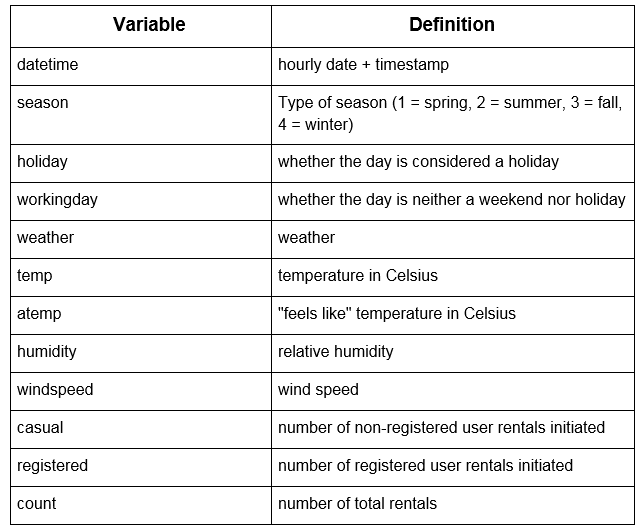 Variable Definition
datetime hourly date + timestamp
season Type of season (1 = spring, 2 = summer, 3 = fall,
4 = winter)
holiday whether the day is considered a holiday
workingday whether the day is neither a weekend nor holiday
weather weather
temp temperature in Celsius
atemp "feels like" temperature in Celsius
humidity relative humidity
windspeed wind speed
casual number of non-registered user rentals initiated
registered number of registered user rentals initiated
count number of total rentals